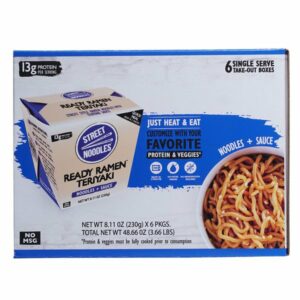 13g PROTEIN
PER SERVING
6 SINGLE SERVE
TAKE-OUT BOXES
STREET
NOODLES
READY RAMEN™
TERIYAKI
NOODLES + SAUCE
JUST HEAT & EAT
CUSTOMIZE WITH YOUR
FAVORITE
PROTEIN & VEGGIES*
NOODLES + SAUCE
NO
MSG
NET WT 8.11 OZ (230g) X 6 PKGS.
TOTAL NET WT 48.66 OZ (3.66 LBS)
*Protein & veggies must be fully cooked prior to consumption